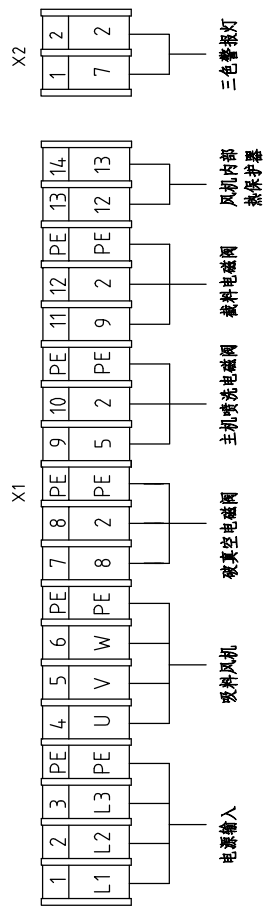 X1 X2
1 2 3 PE 4 5 6 PE 7 8 PE 9 10 PE 11 12 PE 13 14 1 2
L1 L2 L3 PE U V W PE 8 2 PE 5 2 PE 9 2 PE 12 13 7 2
电源输入 吸料风机 破真空电磁阀 主机喷洗电磁阀 截料电磁阀 风机内部 三色警报灯
热保护器